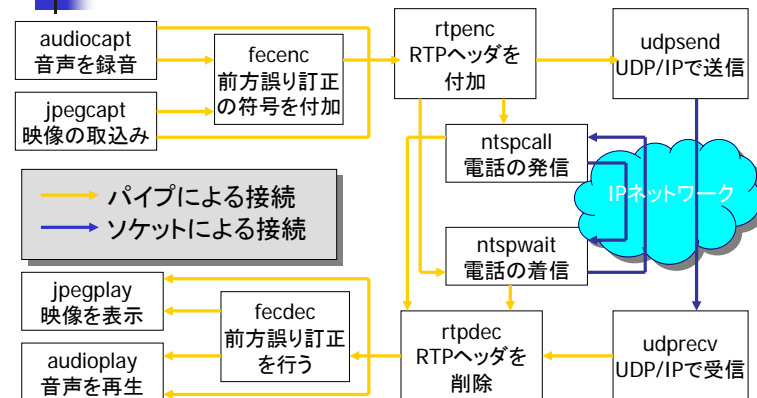 audiocapt
音声を録音
jpegcapt
映像の取込み
fecenc
前方誤り訂正
の符号を付加
rtpenc
RTPヘッダを
付加
udpsend
UDP/IPで送信
ntspcall
電話の発信
IPネットワーク
パイプによる接続
ソケットによる接続
ntspwait
電話の着信
jpegplay
映像を表示
audioplay
音声を再生
fecdec
前方誤り訂正
を行う
rtpdec
RTPヘッダを
削除
udprecv
UDP/IPで受信